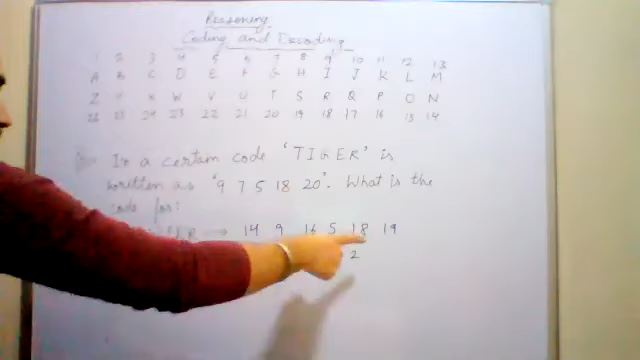 Reasoning
Coding and Decoding
1 2 3 4 5 6 7 8 9 10 11 12 13
A B C D E F G H I J K L M
Z Y X W V U T S R Q P O N
26 25 24 23 22 21 20 19 18 17 16 15 14
In a certain code 'TIGER' is
written as '9 7 5 18 20'. What is the
code for:
14 9 16 5 18 19
2